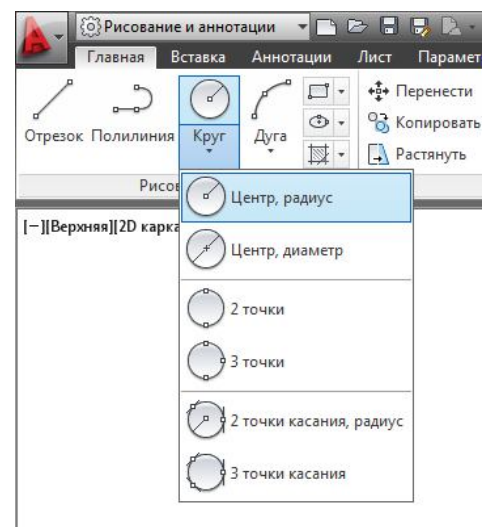 Рисование и аннотации
Главная Вставка Аннотации Лист Парамет
Отрезок Полилиния Круг Дуга
Перенести
Копировать
Растянуть
Рисов
[−][Верхняя][2D карка
Центр, радиус
Центр, диаметр
2 точки
3 точки
2 точки касания, радиус
3 точки касания